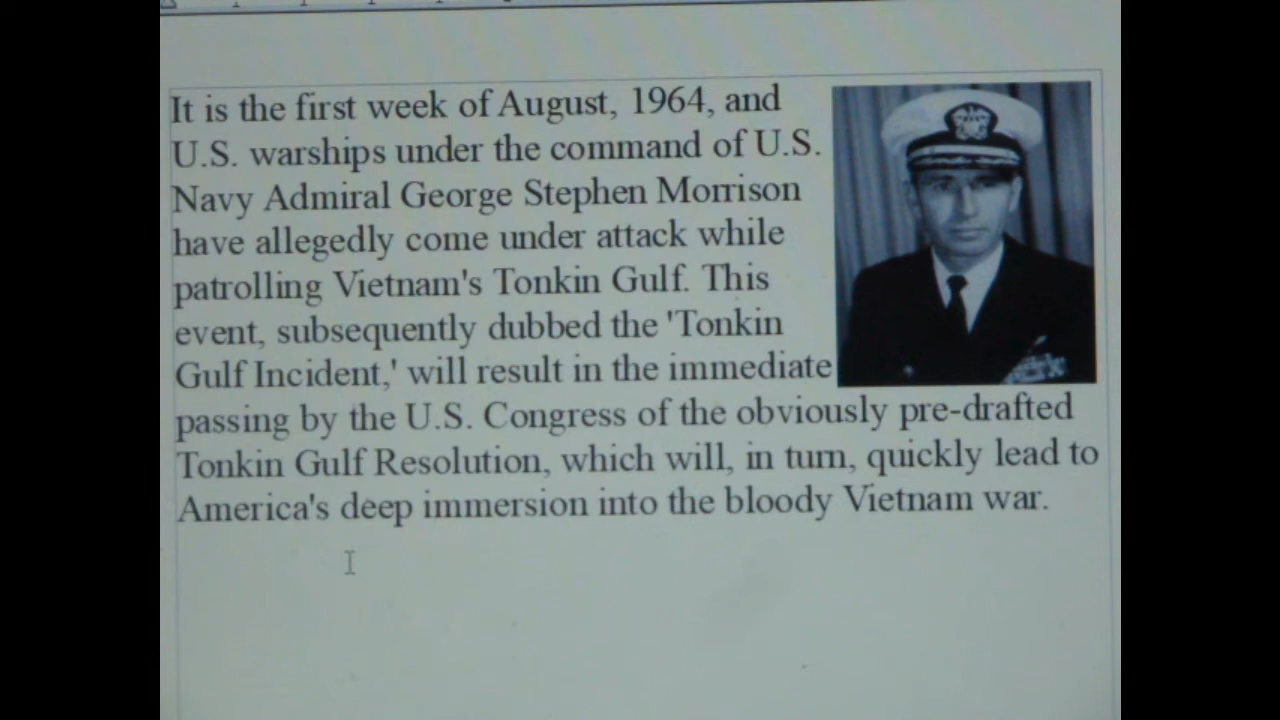 It is the first week of August, 1964, and
U.S. warships under the command of U.S.
Navy Admiral George Stephen Morrison
have allegedly come under attack while
patrolling Vietnam's Tonkin Gulf. This
event, subsequently dubbed the 'Tonkin
Gulf Incident,' will result in the immediate
passing by the U.S. Congress of the obviously pre-drafted
Tonkin Gulf Resolution, which will, in turn, quickly lead to
America's deep immersion into the bloody Vietnam war.